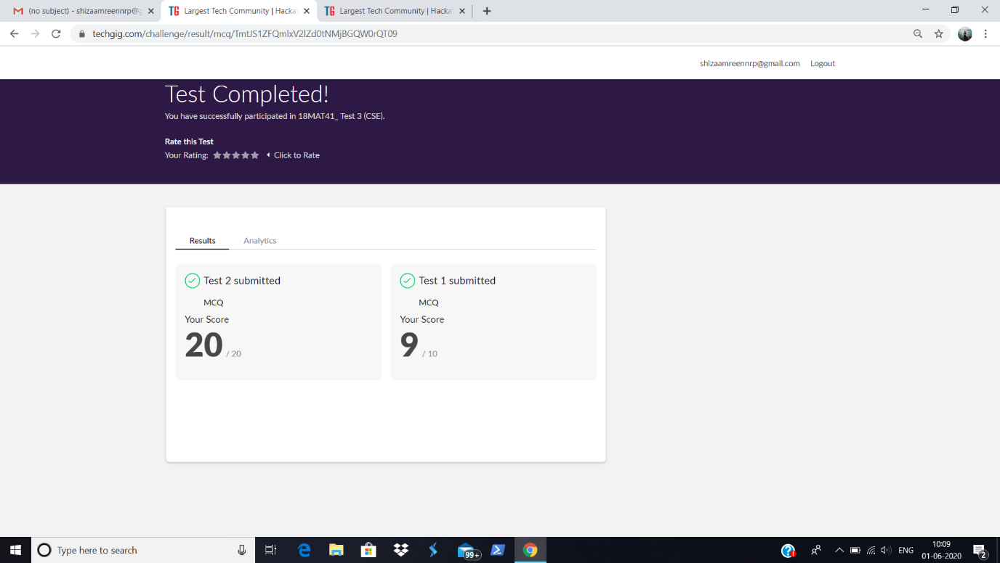 (no subject) - shizaamreennrp@g
TG Largest Tech Community | Hacka
TG Largest Tech Community | Hacka
techgig.com/challenge/result/mcq/
shizaamreennrp@gmail.com Logout
Test Completed!
You have successfully participated in 18MAT41_ Test 3 (CSE).
Rate this Test
Your Rating: Click to Rate
Results Analytics
Test 2 submitted
MCQ
Your Score
20 / 20
Test 1 submitted
MCQ
Your Score
9 / 10
Type here to search
99+
ENG
10:09
01-06-2020
2